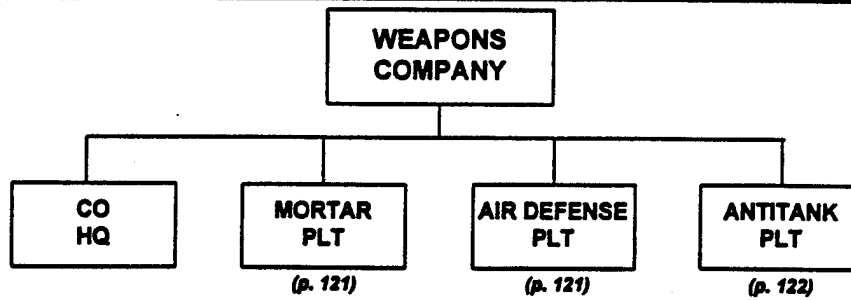 WEAPONS
COMPANY
CO
HQ
MORTAR
PLT
(p. 121)
AIR DEFENSE
PLT
(p. 121)
ANTITANK
PLT
(p. 122)